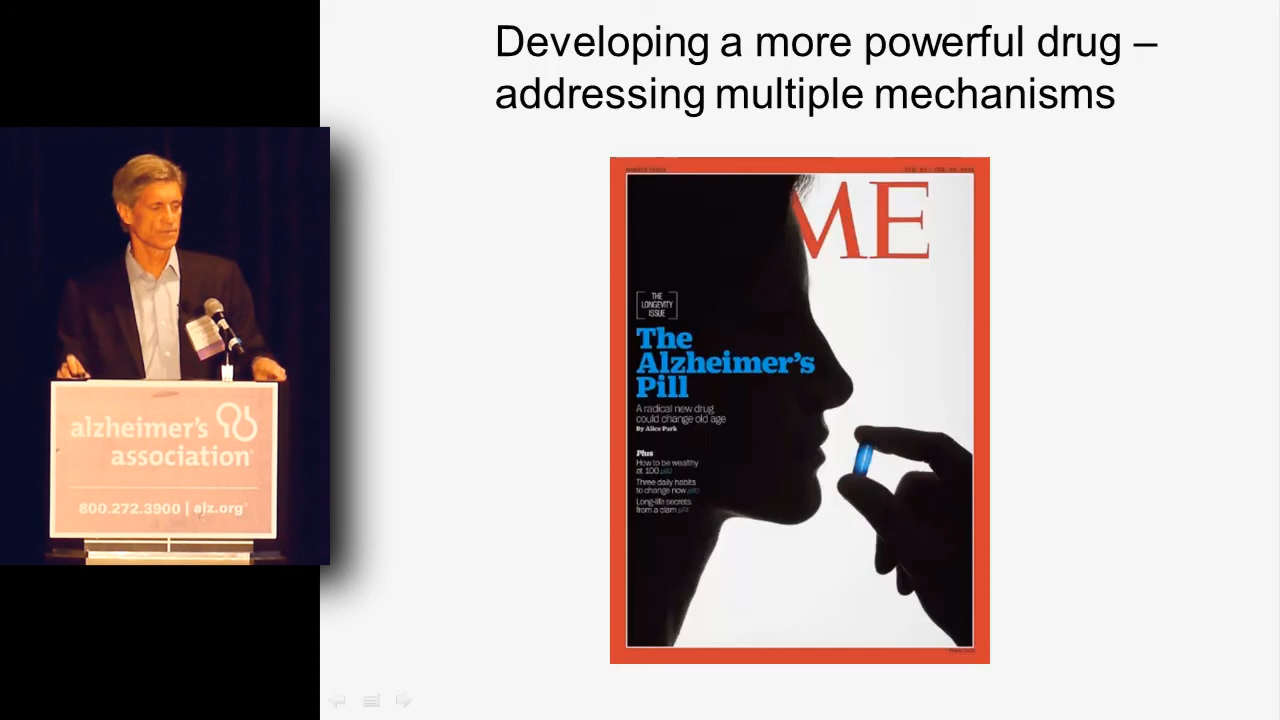 Developing a more powerful drug –
addressing multiple mechanisms
ME
THE
LONGEVITY
ISSUE
The
Alzheimer's
Pill
A radical new drug
could change old age
By Alice Park
Plus
How to be wealthy
at 100
Three daily habits
to change now
Long-life secrets
from a clam
alzheimer's
association
800.272.3900 | alz.org